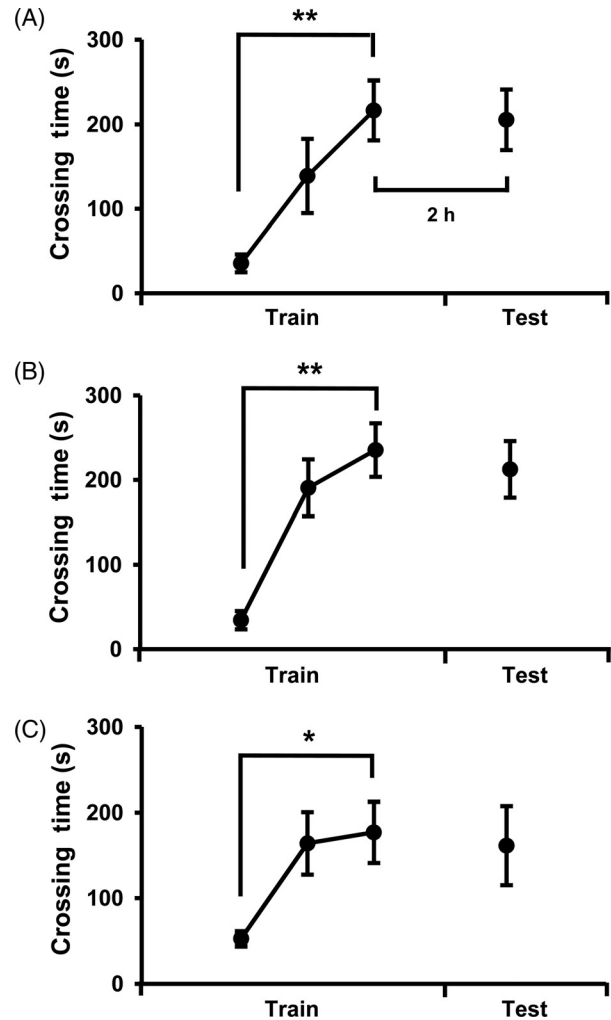 (A)
**
Crossing time (s)
300
200
100
0
2 h
Train
Test
(B)
**
Crossing time (s)
300
200
100
0
Train
Test
(C)
*
Crossing time (s)
300
200
100
0
Train
Test